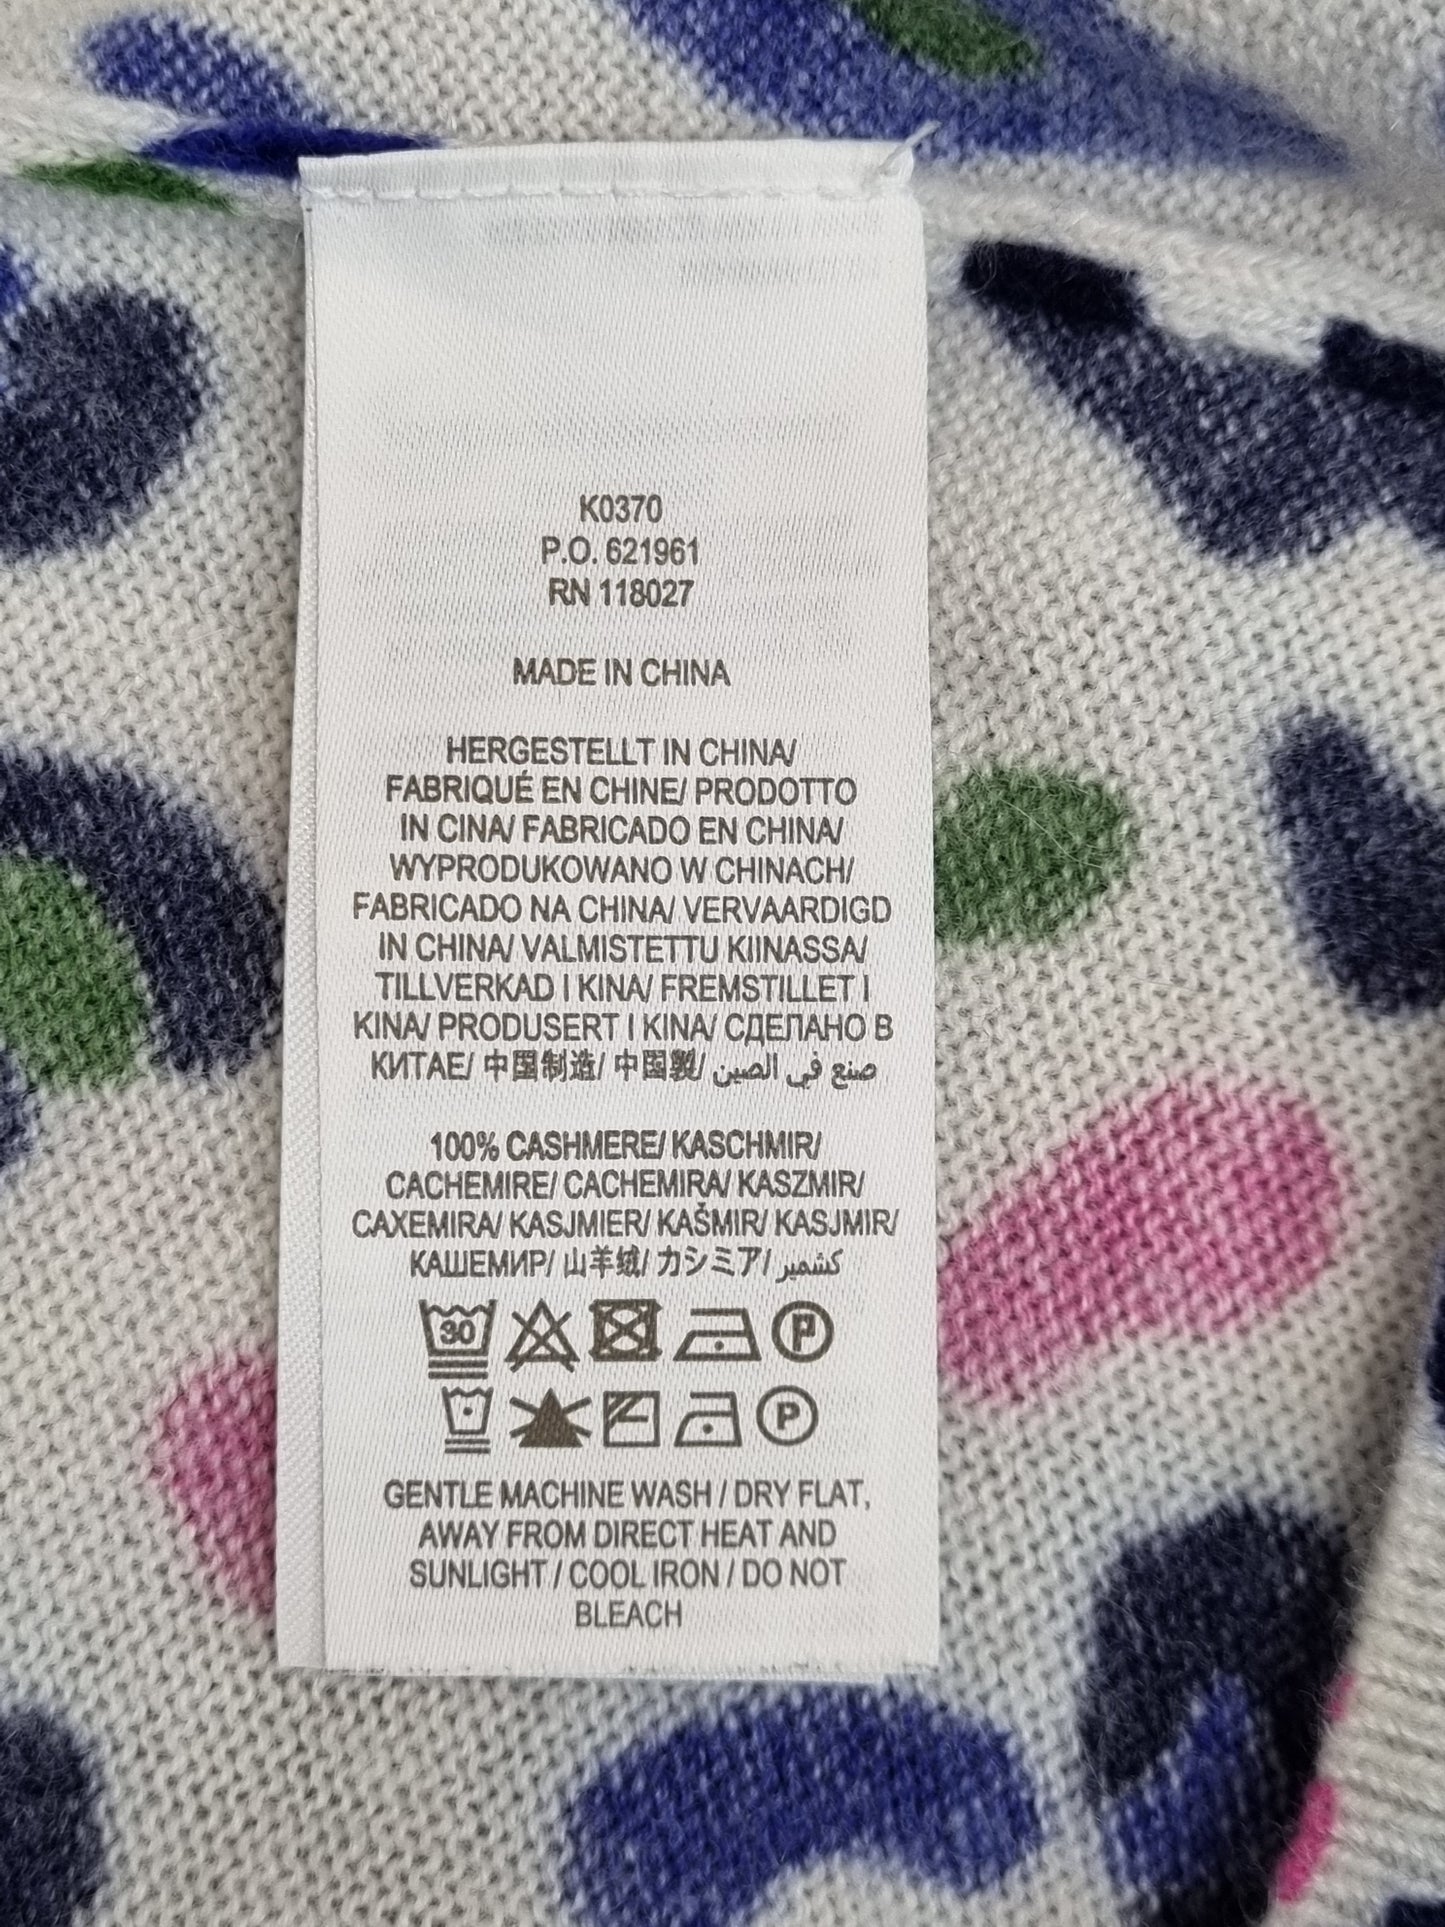 K0370
P.O. 621961
RN 118027
MADE IN CHINA
HERGESTELLT IN CHINA/
FABRIQUÉ EN CHINE/ PRODOTTO
IN CINA/ FABRICADO EN CHINA/
WYPRODUKOWANO W CHINACH/
FABRICADO NA CHINA/ VERVAARDIGD
IN CHINA/ VALMISTETTU KIINASSA/
TILLVERKAD I KINA/ FREMSTILLET I
KINA/ PRODUSERT I KINA/ СДЕЛАНО В
КИТАЕ/ 中国制造/ 中国製/ صنع في الصين
100% CASHMERE/ KASCHMIR/
CACHEMIRE/ CACHEMIRA/ KASZMIR/
CAXEMIRA/ KASJMIER/ KAŠMIR/ KASJMIR/
КАШЕМИР/ 山羊绒/ カシミア/ كشمير
30 P
P
GENTLE MACHINE WASH / DRY FLAT,
AWAY FROM DIRECT HEAT AND
SUNLIGHT / COOL IRON / DO NOT
BLEACH